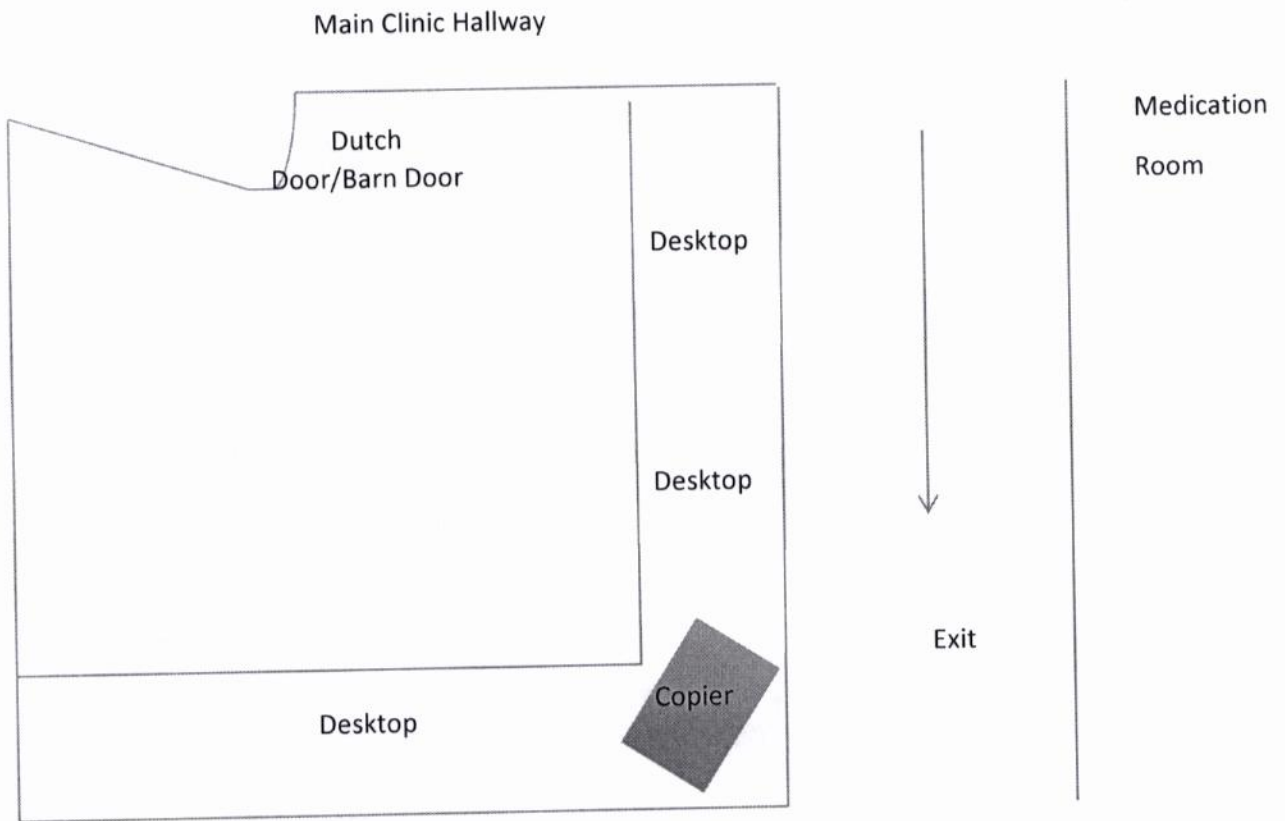 Main Clinic Hallway
Medication
Room
Dutch
Door/Barn Door
Desktop
Desktop
Exit
Copier
Desktop